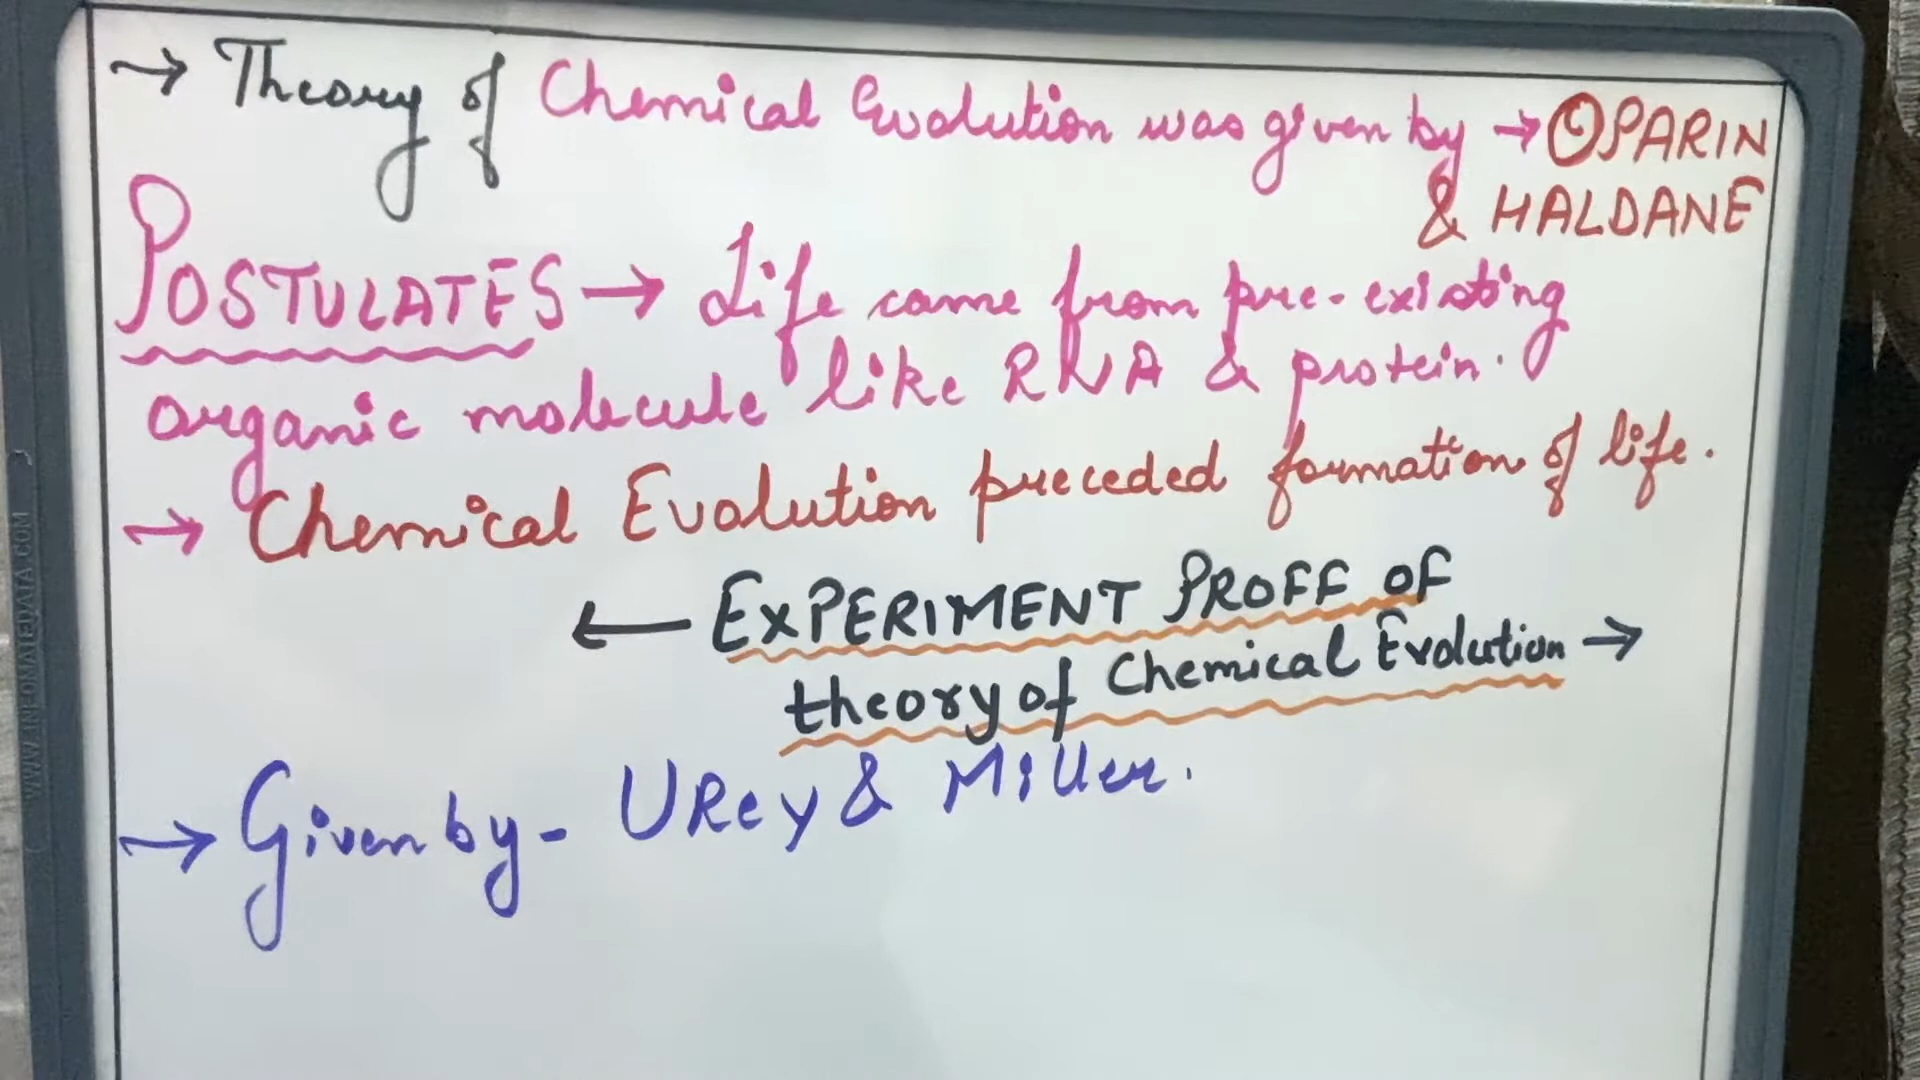 → Theory of Chemical Evolution was given by → OPARIN
& HALDANE
POSTULATES → Life came from pre-existing
organic molecule like RNA & protein.
→ Chemical Evolution preceded formation of life.
← EXPERIMENT PROFF OF
theory of Chemical Evolution →
→ Given by - URey & Miller.